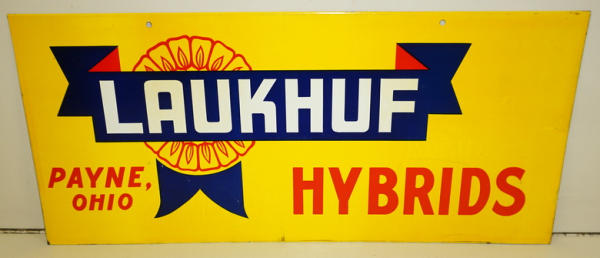 LAUKHUF
PAYNE,
OHIO
HYBRIDS